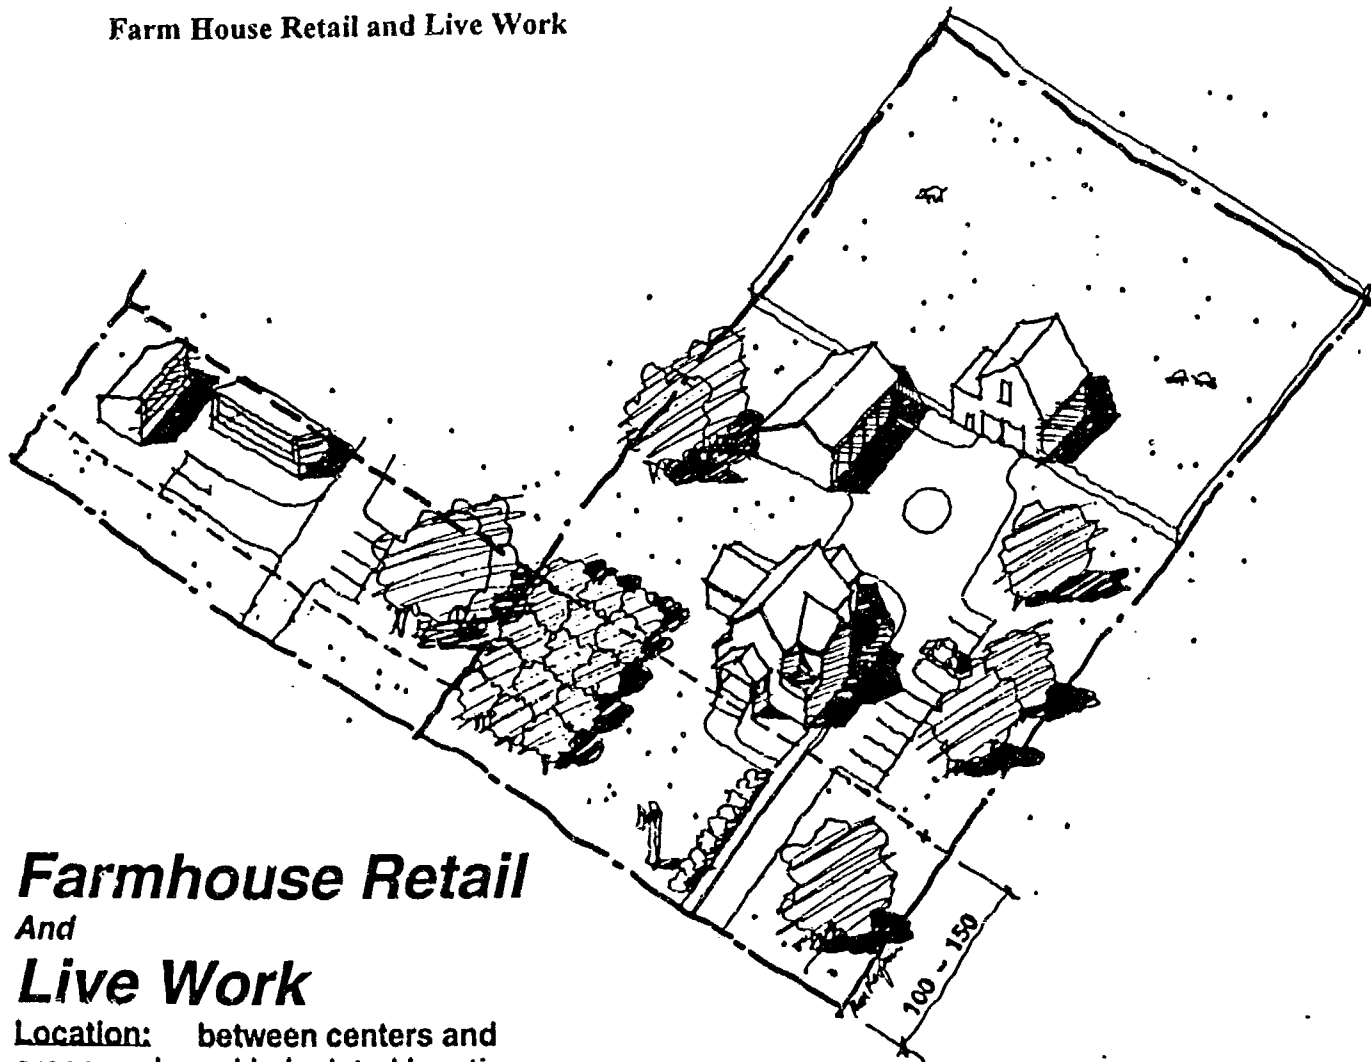 Farm House Retail and Live Work
Farmhouse Retail
And
Live Work
Location: between centers and
100 – 150